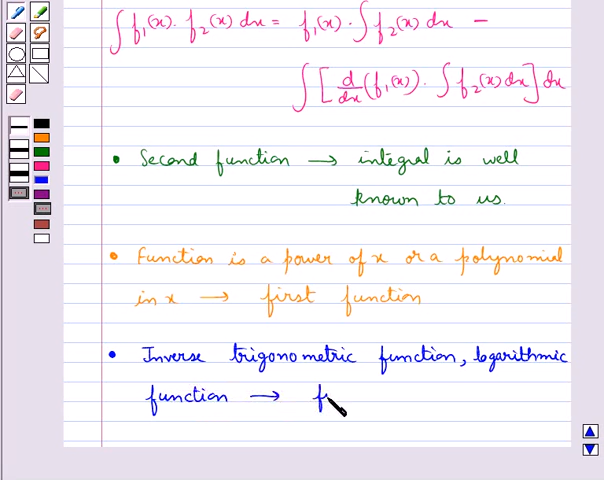 ∫ f₁(x) · f₂(x) dx = f₁(x) · ∫ f₂(x) dx −
∫ [ d/dx (f₁(x) · ∫ f₂(x) dx ] dx
• Second function → integral is well
known to us.
• Function is a power of x or a polynomial
in x → first function
• Inverse trigonometric function, logarithmic
function → f